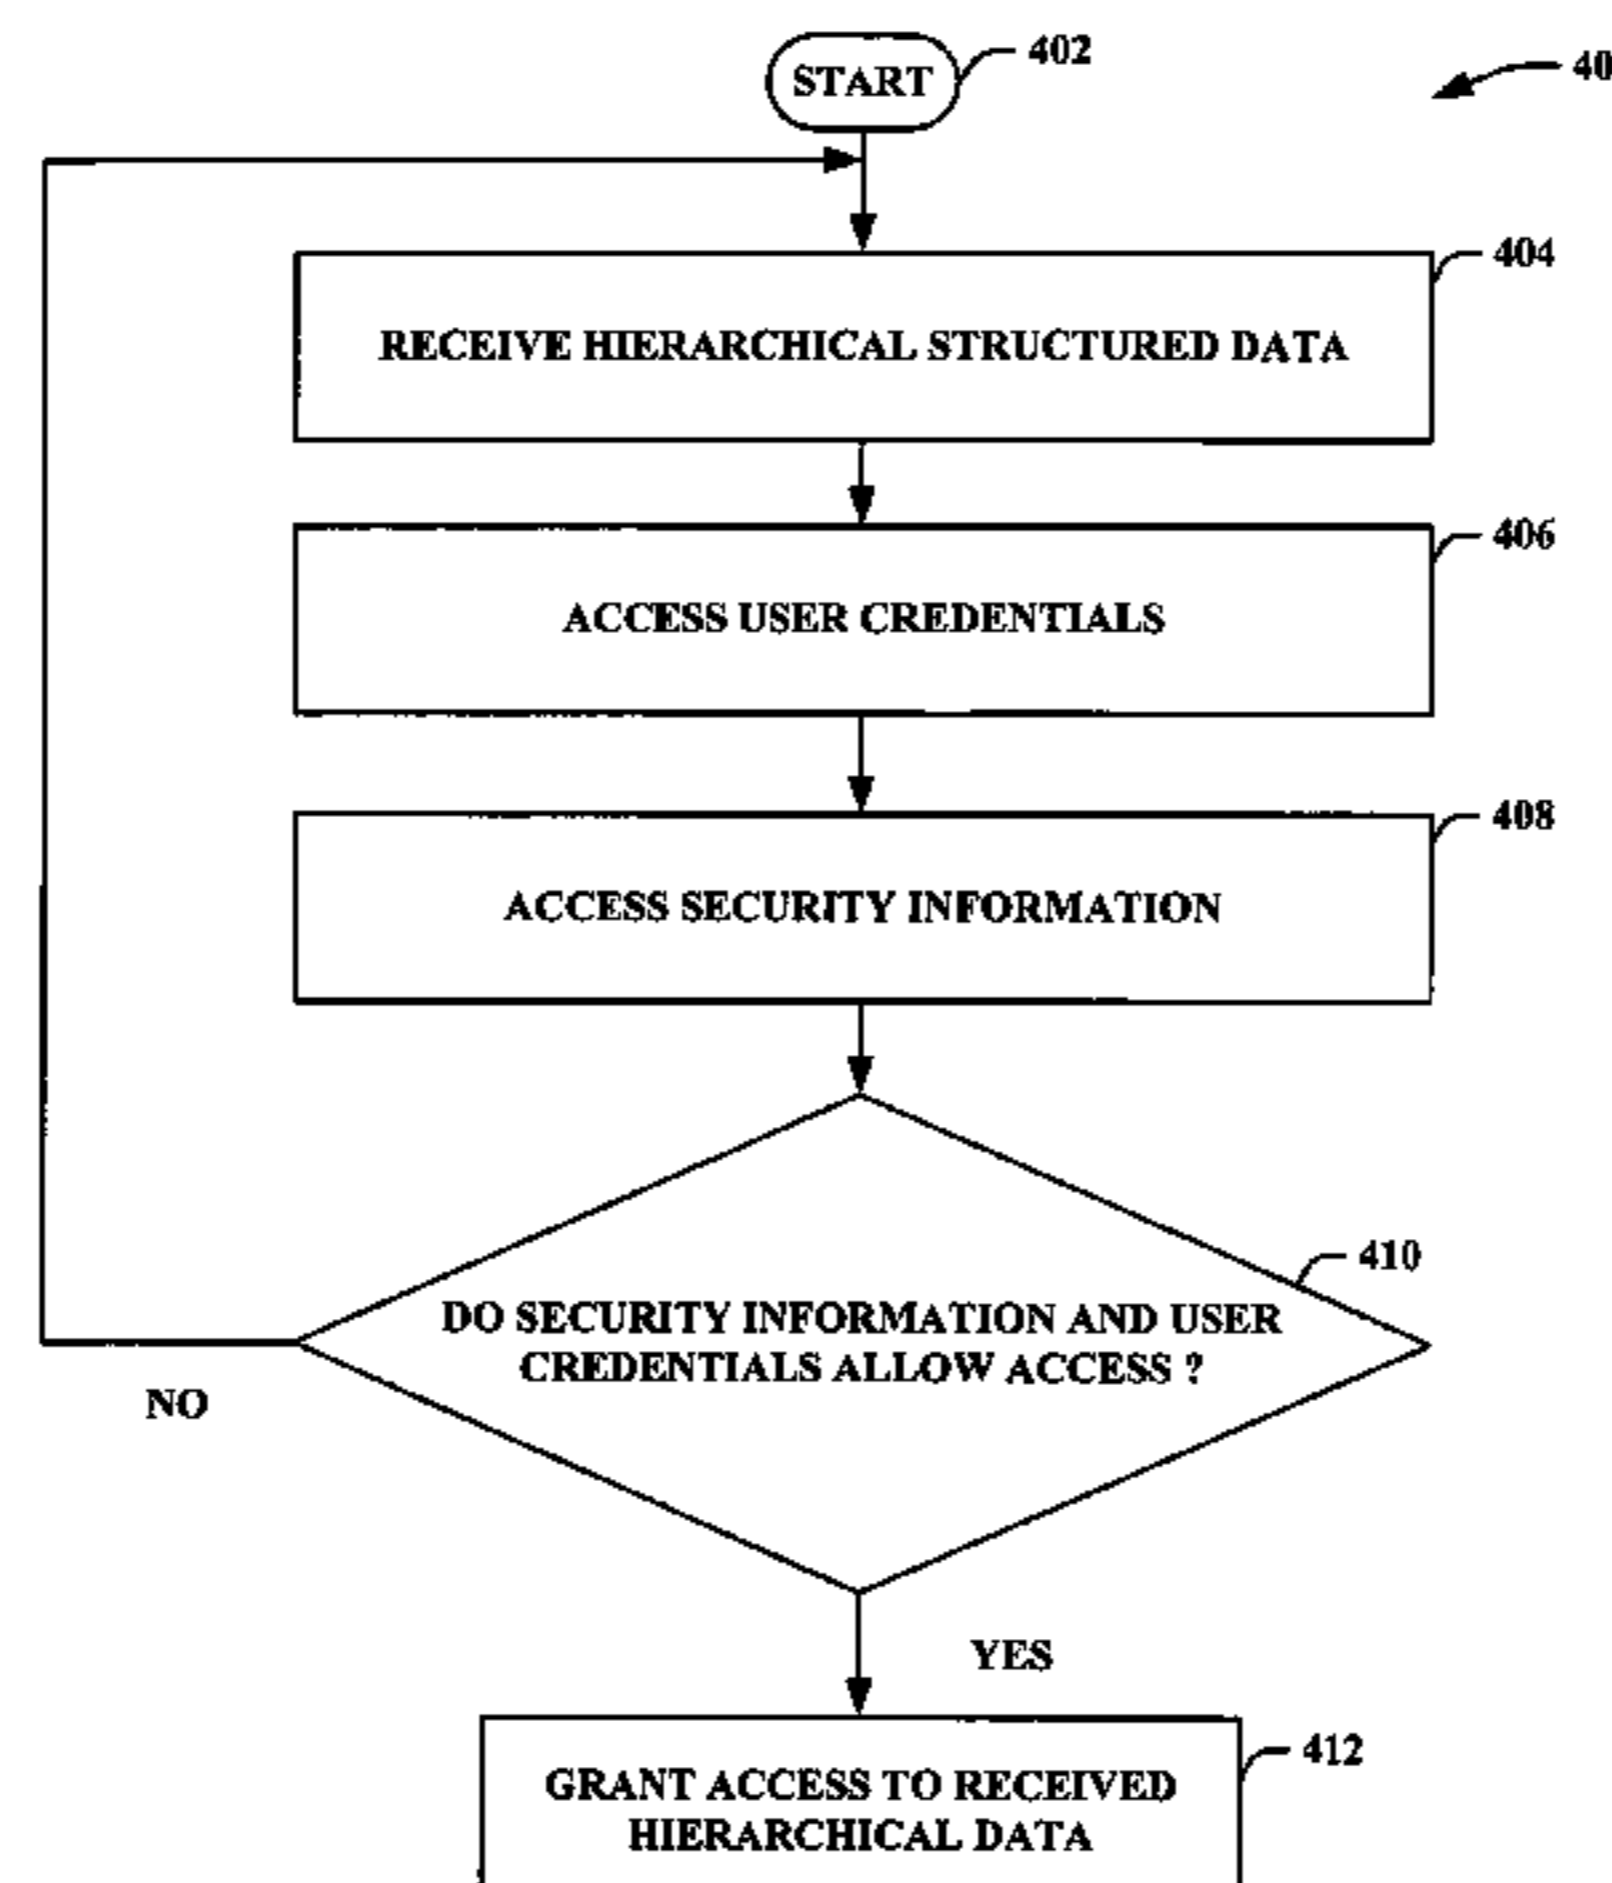 START
402
40
404
RECEIVE HIERARCHICAL STRUCTURED DATA
406
ACCESS USER CREDENTIALS
408
ACCESS SECURITY INFORMATION
410
DO SECURITY INFORMATION AND USER
CREDENTIALS ALLOW ACCESS ?
NO
YES
412
GRANT ACCESS TO RECEIVED
HIERARCHICAL DATA